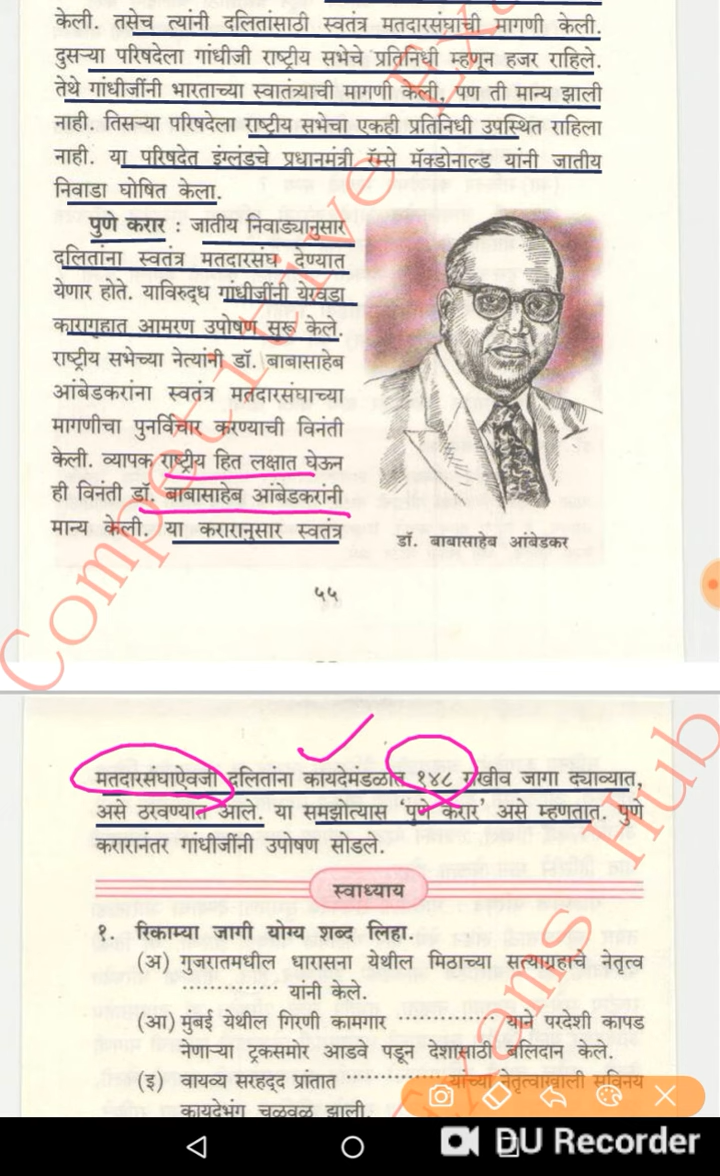 केली. तसेच त्यांनी दलितांसाठी स्वतंत्र मतदारसंघांची मागणी केली.
दुसऱ्या परिषदेला गांधीजी राष्ट्रीय सभेचे प्रतिनिधी म्हणून हजर राहिले.
तेथे गांधीजींनी भारताच्या स्वातंत्र्याची मागणी केली, पण ती मान्य झाली
नाही. तिसऱ्या परिषदेला राष्ट्रीय सभेचा एकही प्रतिनिधी उपस्थित राहिला
नाही. या परिषदेत इंग्लंडचे प्रधानमंत्री रॅम्से मॅक्डोनाल्ड यांनी जातीय
निवाडा घोषित केला.
पुणे करार : जातीय निवाड्यानुसार
दलितांना स्वतंत्र मतदारसंघ देण्यात
येणार होते. याविरुद्ध गांधीजींनी येरवडा
कारागृहात आमरण उपोषण सुरू केले.
राष्ट्रीय सभेच्या नेत्यांनी डॉ. बाबासाहेब
आंबेडकरांना स्वतंत्र मतदारसंघाच्या
मागणीचा पुनर्विचार करण्याची विनंती
केली. व्यापक राष्ट्रीय हित लक्षात घेऊन
ही विनंती डॉ. बाबासाहेब आंबेडकरांनी
मान्य केली. या करारानुसार स्वतंत्र
डॉ. बाबासाहेब आंबेडकर
५५
मतदारसंघाऐवजी दलितांना कायदेमंडळात १४८ राखीव जागा द्याव्यात,
असे ठरवण्यात आले. या समझोत्यास 'पुणे करार' असे म्हणतात. पुणे
करारानंतर गांधीजींनी उपोषण सोडले.
स्वाध्याय
१. रिकाम्या जागी योग्य शब्द लिहा.
(अ) गुजरातमधील धारासना येथील मिठाच्या सत्याग्रहाचे नेतृत्व
.............. यांनी केले.
(आ) मुंबई येथील गिरणी कामगार .............. याने परदेशी कापड
नेणाऱ्या ट्रकसमोर आडवे पडून देशासाठी बलिदान केले.
(इ) वायव्य सरहद्द प्रांतात .............. यांच्या नेतृत्वाखाली सविनय
कायदेभंग चळवळ झाली.
Competitive Exams Hub
DU Recorder